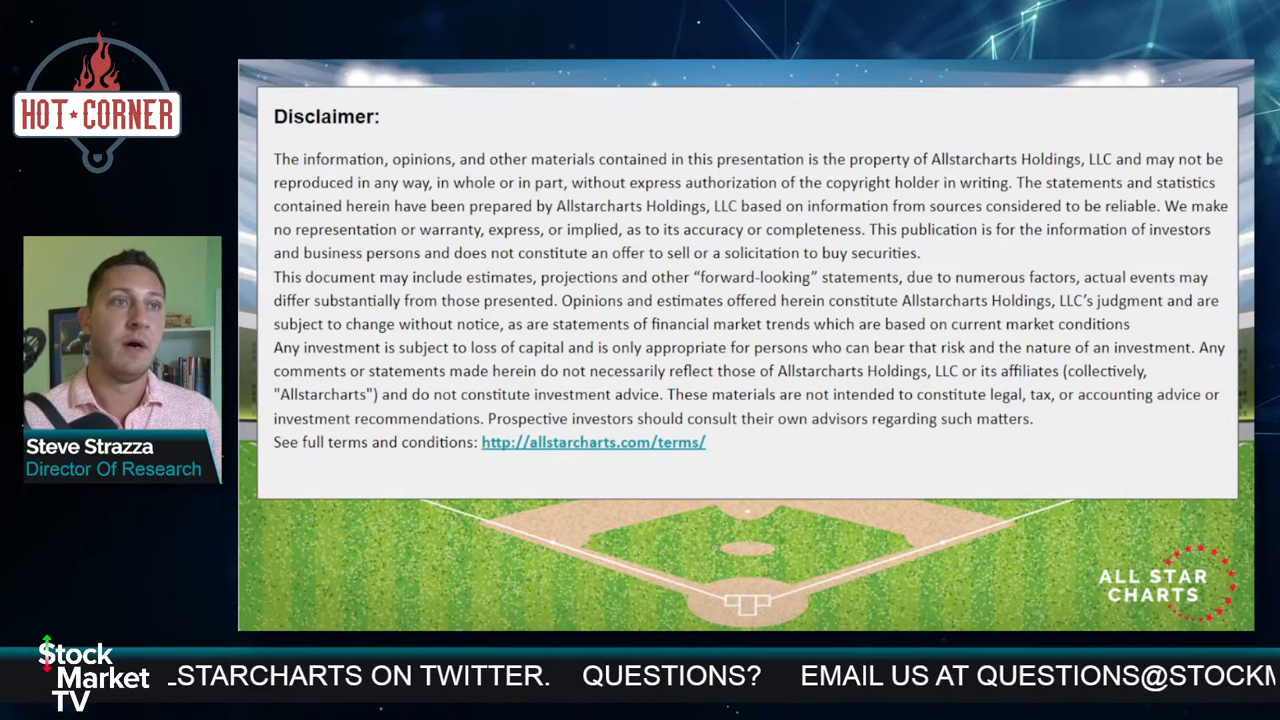 HOT★CORNER
Disclaimer:
The information, opinions, and other materials contained in this presentation is the property of Allstarcharts Holdings, LLC and may not be
reproduced in any way, in whole or in part, without express authorization of the copyright holder in writing. The statements and statistics
contained herein have been prepared by Allstarcharts Holdings, LLC based on information from sources considered to be reliable. We make
no representation or warranty, express, or implied, as to its accuracy or completeness. This publication is for the information of investors
and business persons and does not constitute an offer to sell or a solicitation to buy securities.
This document may include estimates, projections and other “forward-looking” statements, due to numerous factors, actual events may
differ substantially from those presented. Opinions and estimates offered herein constitute Allstarcharts Holdings, LLC’s judgment and are
subject to change without notice, as are statements of financial market trends which are based on current market conditions
Any investment is subject to loss of capital and is only appropriate for persons who can bear that risk and the nature of an investment. Any
comments or statements made herein do not necessarily reflect those of Allstarcharts Holdings, LLC or its affiliates (collectively,
"Allstarcharts") and do not constitute investment advice. These materials are not intended to constitute legal, tax, or accounting advice or
investment recommendations. Prospective investors should consult their own advisors regarding such matters.
See full terms and conditions: http://allstarcharts.com/terms/
Steve Strazza
Director Of Research
ALL STAR
CHARTS
Stock
Market
TV
LSTARCHARTS ON TWITTER. QUESTIONS? EMAIL US AT QUESTIONS@STOCKM